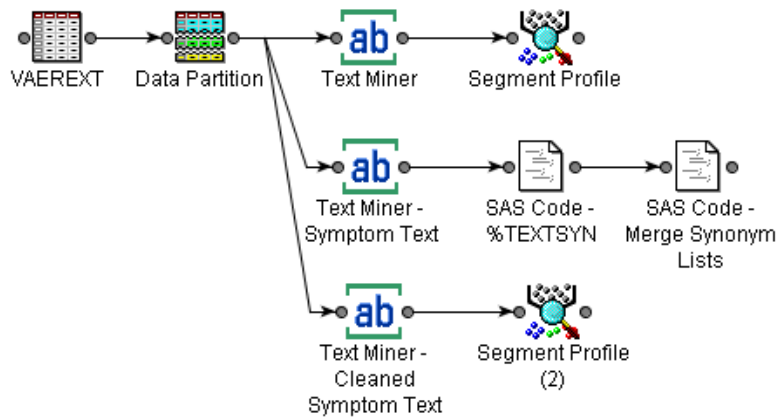 ab
ab
ab
VAEREXT
Data Partition
Text Miner
Segment Profile
Text Miner -
Symptom Text
SAS Code -
%TEXTSYN
SAS Code -
Merge Synonym
Lists
Text Miner -
Cleaned
Symptom Text
Segment Profile
(2)